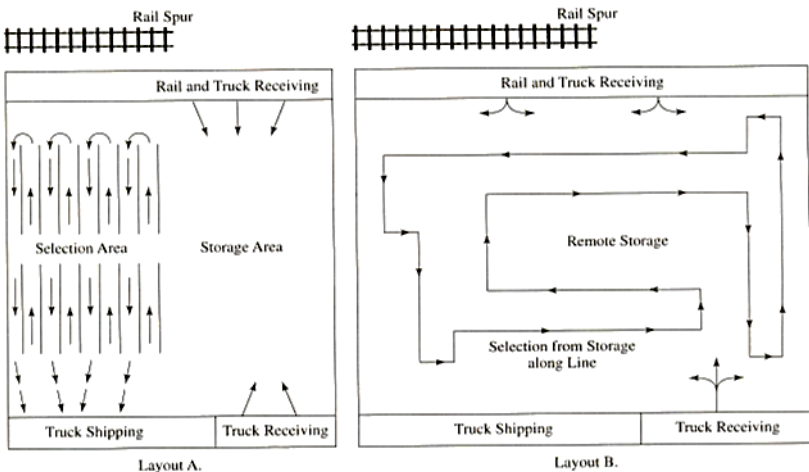 Rail Spur
Rail and Truck Receiving
Selection Area
Storage Area
Truck Shipping
Truck Receiving
Layout A.
Rail Spur
Rail and Truck Receiving
Remote Storage
Selection from Storage
along Line
Truck Shipping
Truck Receiving
Layout B.